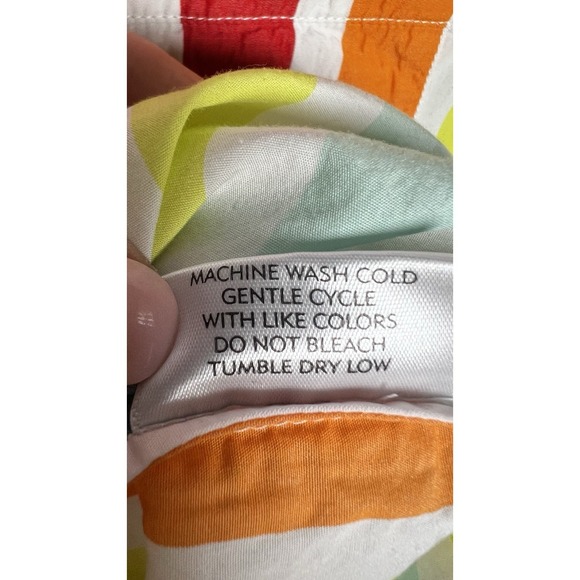 MACHINE WASH COLD
GENTLE CYCLE
WITH LIKE COLORS
DO NOT BLEACH
TUMBLE DRY LOW